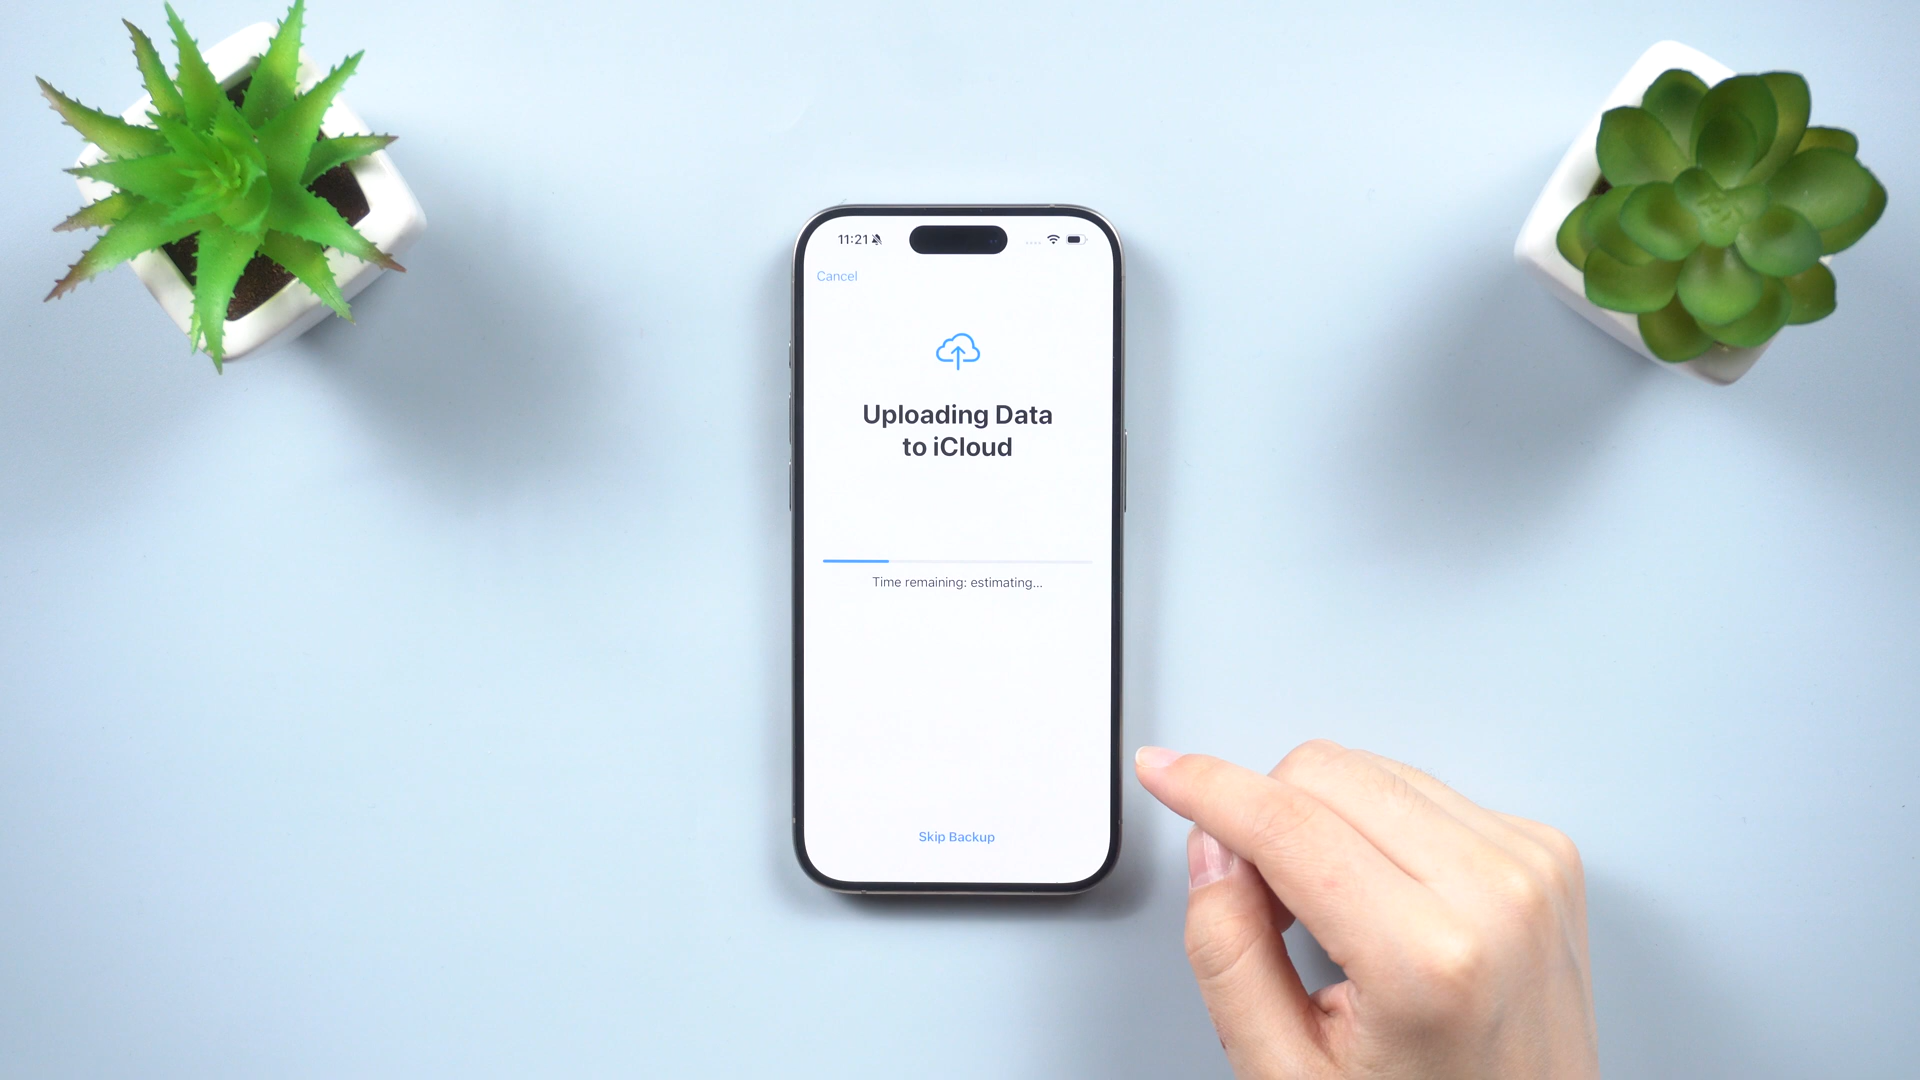 11:21
Cancel
Uploading Data
to iCloud
Time remaining: estimating...
Skip Backup